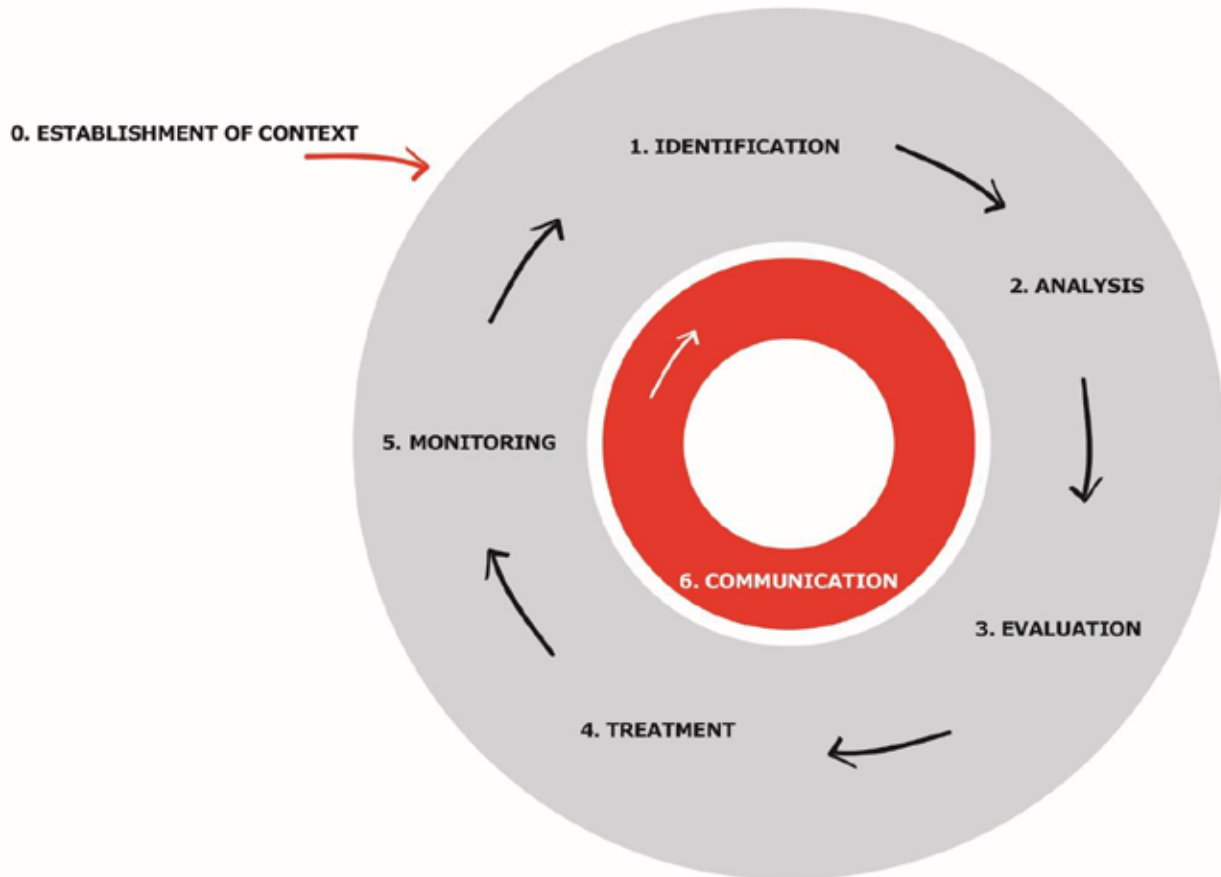 0. ESTABLISHMENT OF CONTEXT
1. IDENTIFICATION
2. ANALYSIS
3. EVALUATION
4. TREATMENT
5. MONITORING
6. COMMUNICATION